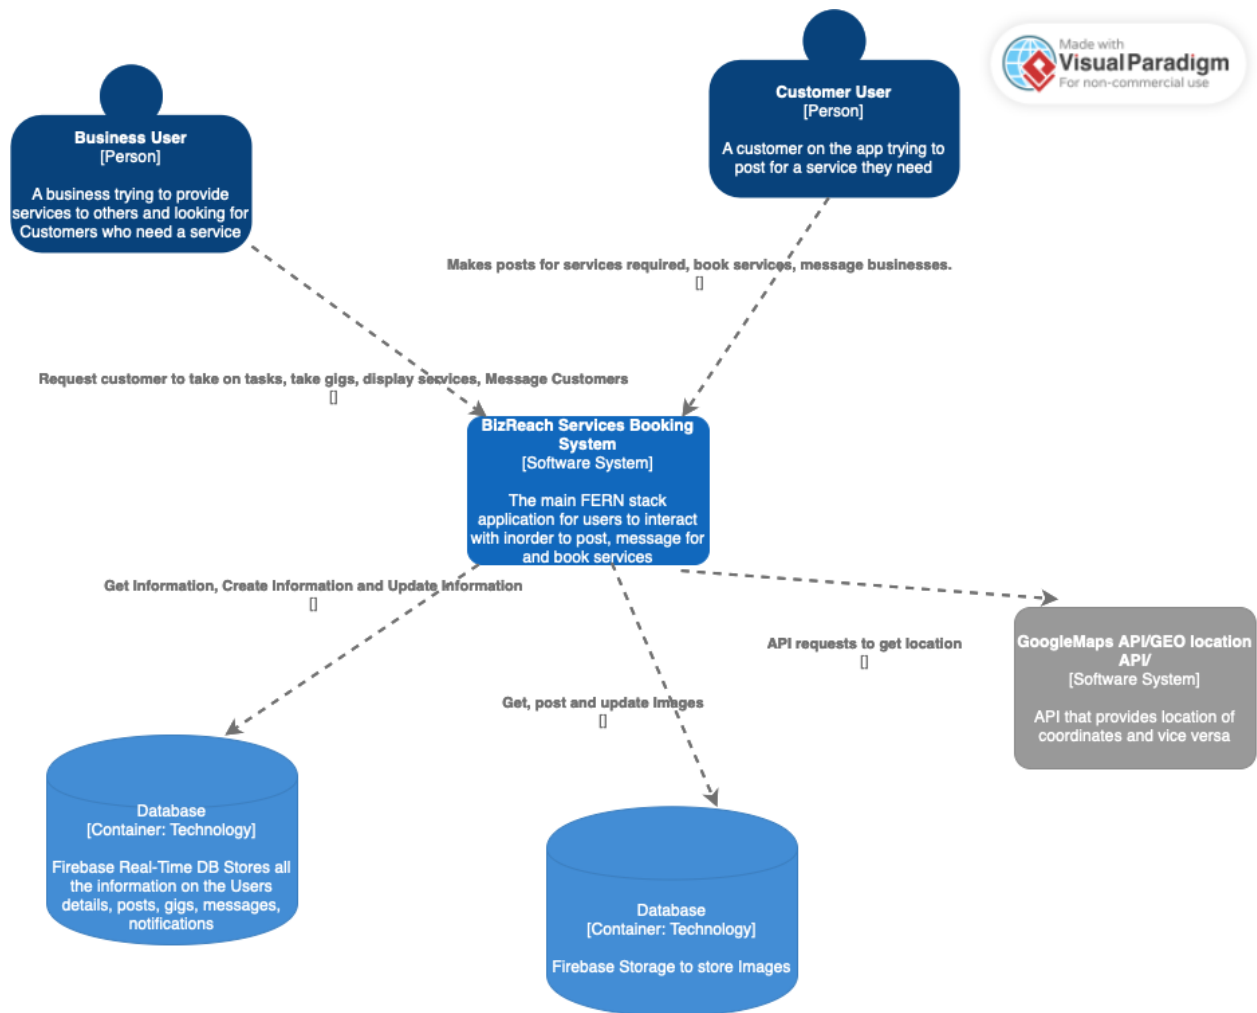 Made with
Visual Paradigm
For non-commercial use
Customer User
[Person]
A customer on the app trying to
post for a service they need
Business User
[Person]
A business trying to provide
services to others and looking for
Customers who need a service
Makes posts for services required, book services, message businesses.
[]
Request customer to take on tasks, take gigs, display services, Message Customers
[]
BizReach Services Booking
System
[Software System]
The main FERN stack
application for users to interact
with inorder to post, message for
and book services
Get Information, Create Information and Update Information
[]
API requests to get location
[]
GoogleMaps API/GEO location
API/
[Software System]
API that provides location of
coordinates and vice versa
Get, post and update Images
[]
Database
[Container: Technology]
Firebase Real-Time DB Stores all
the information on the Users
details, posts, gigs, messages,
notifications
Database
[Container: Technology]
Firebase Storage to store Images